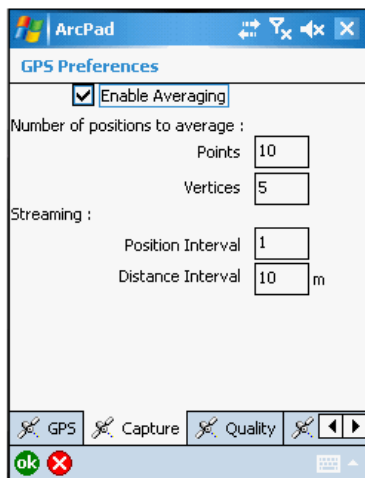 ArcPad
GPS Preferences
Enable Averaging
Number of positions to average :
Points 10
Vertices 5
Streaming :
Position Interval 1
Distance Interval 10 m
GPS Capture Quality
ok